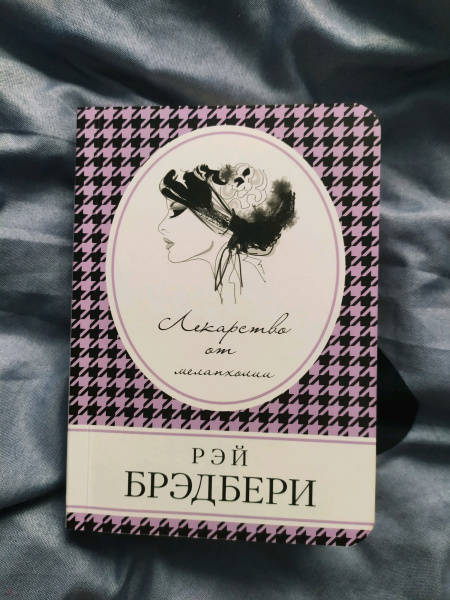 Лекарство
от
меланхолии
РЭЙ
БРЭДБЕРИ